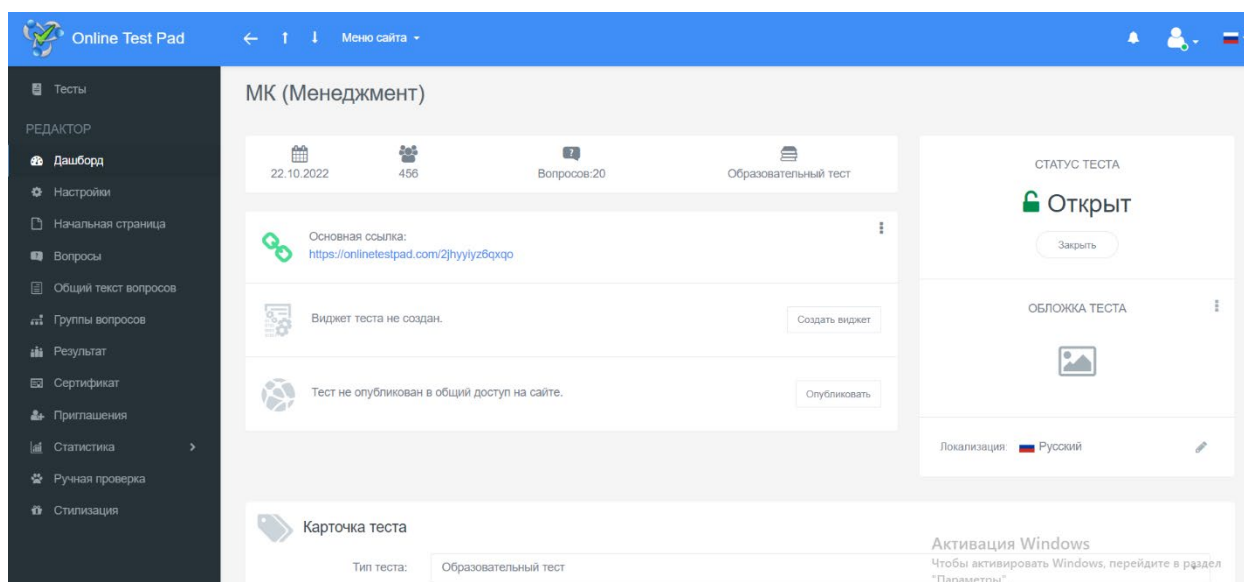 Online Test Pad
Меню сайта
Тесты
РЕДАКТОР
Дашборд
Настройки
Начальная страница
Вопросы
Общий текст вопросов
Группы вопросов
Результат
Сертификат
Приглашения
Статистика
Ручная проверка
Стилизация
МК (Менеджмент)
22.10.2022
456
Вопросов:20
Образовательный тест
Основная ссылка:
https://onlinetestpad.com/2jhyyiyz6qxqo
Виджет теста не создан.
Создать виджет
Тест не опубликован в общий доступ на сайте.
Опубликовать
СТАТУС ТЕСТА
Открыт
Закрыть
ОБЛОЖКА ТЕСТА
Локализация: Русский
Карточка теста
Тип теста: Образовательный тест
Активация Windows
Чтобы активировать Windows, перейдите в раздел
"Параметры".